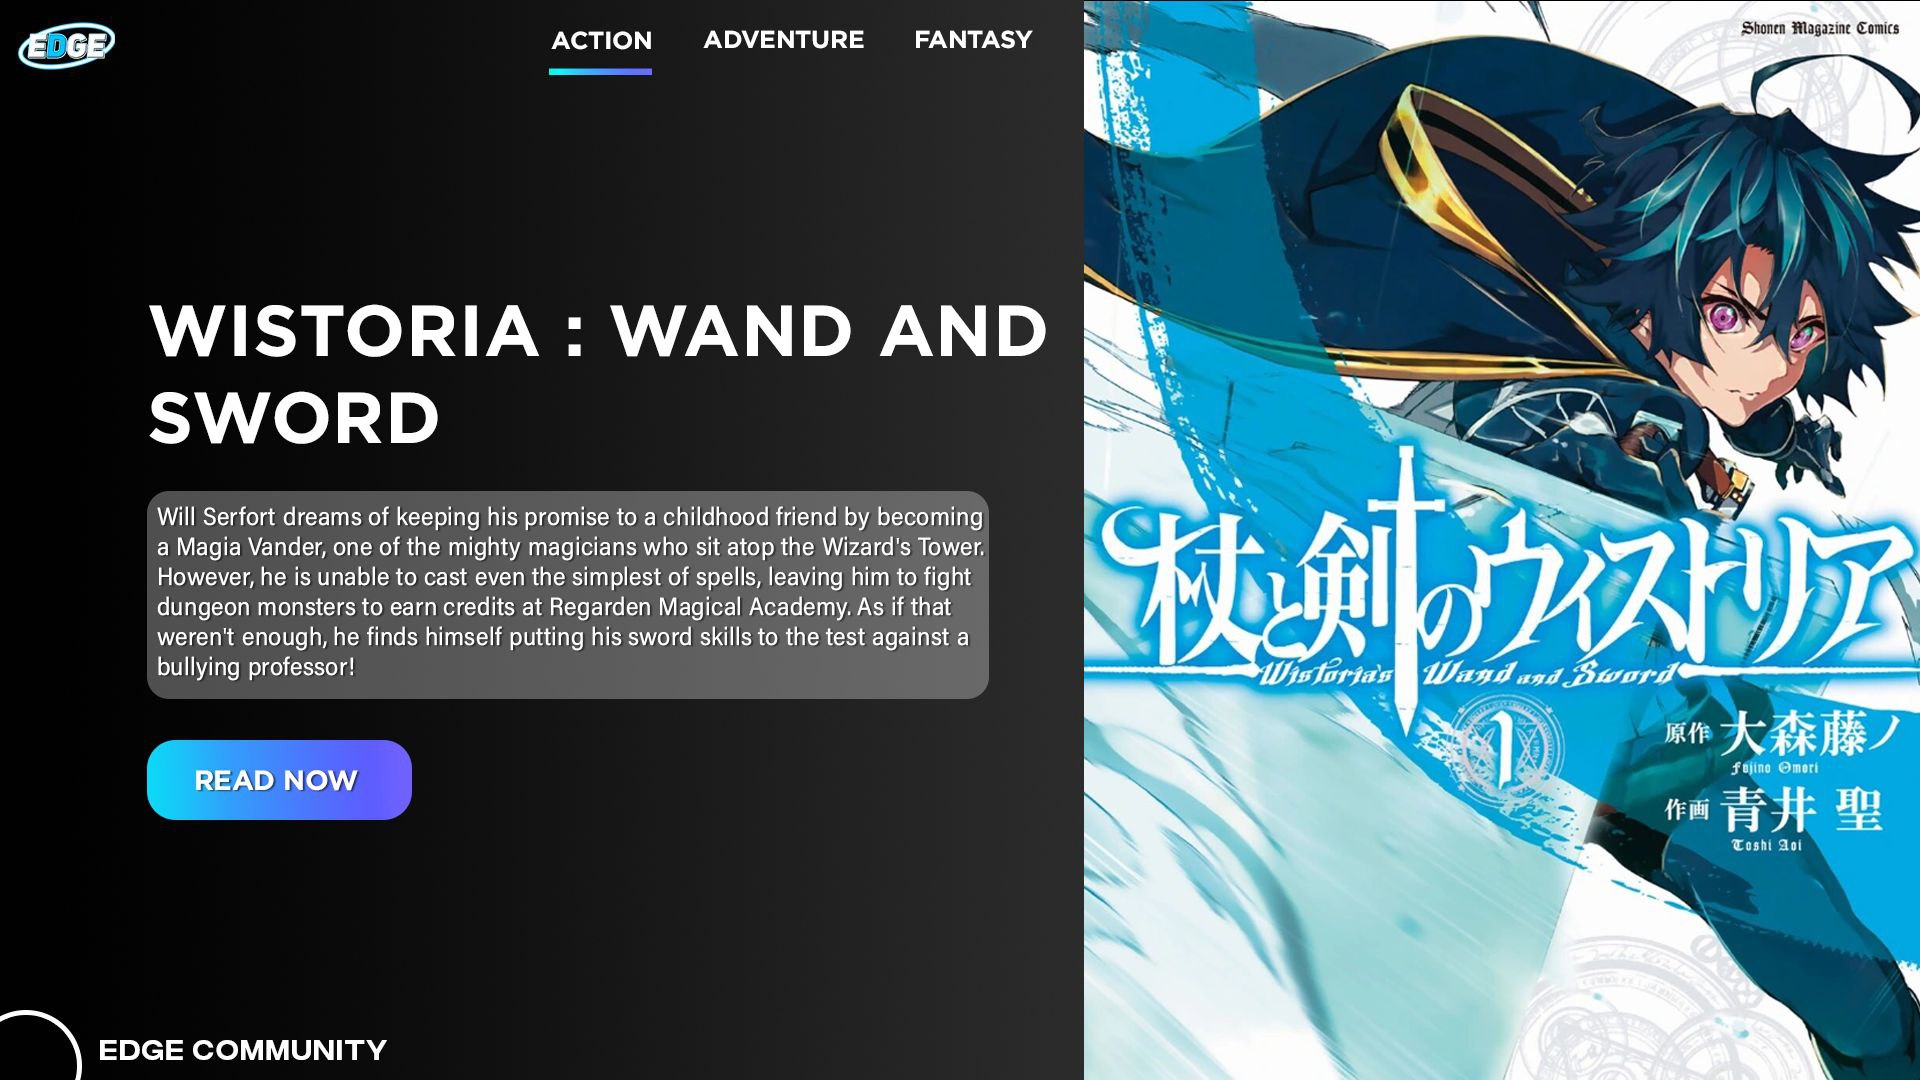 EDGE
ACTION
ADVENTURE
FANTASY
WISTORIA : WAND AND
SWORD
Will Serfort dreams of keeping his promise to a childhood friend by becoming
a Magia Vander, one of the mighty magicians who sit atop the Wizard's Tower.
However, he is unable to cast even the simplest of spells, leaving him to fight
dungeon monsters to earn credits at Regarden Magical Academy. As if that
weren't enough, he finds himself putting his sword skills to the test against a
bullying professor!
READ NOW
EDGE COMMUNITY
Shonen Magazine Comics
杖と剣のウィストリア
Wistoria's Wand and Sword
1
原作 大森藤ノ
Fujino Omori
作画 青井 聖
Toshi Aoi